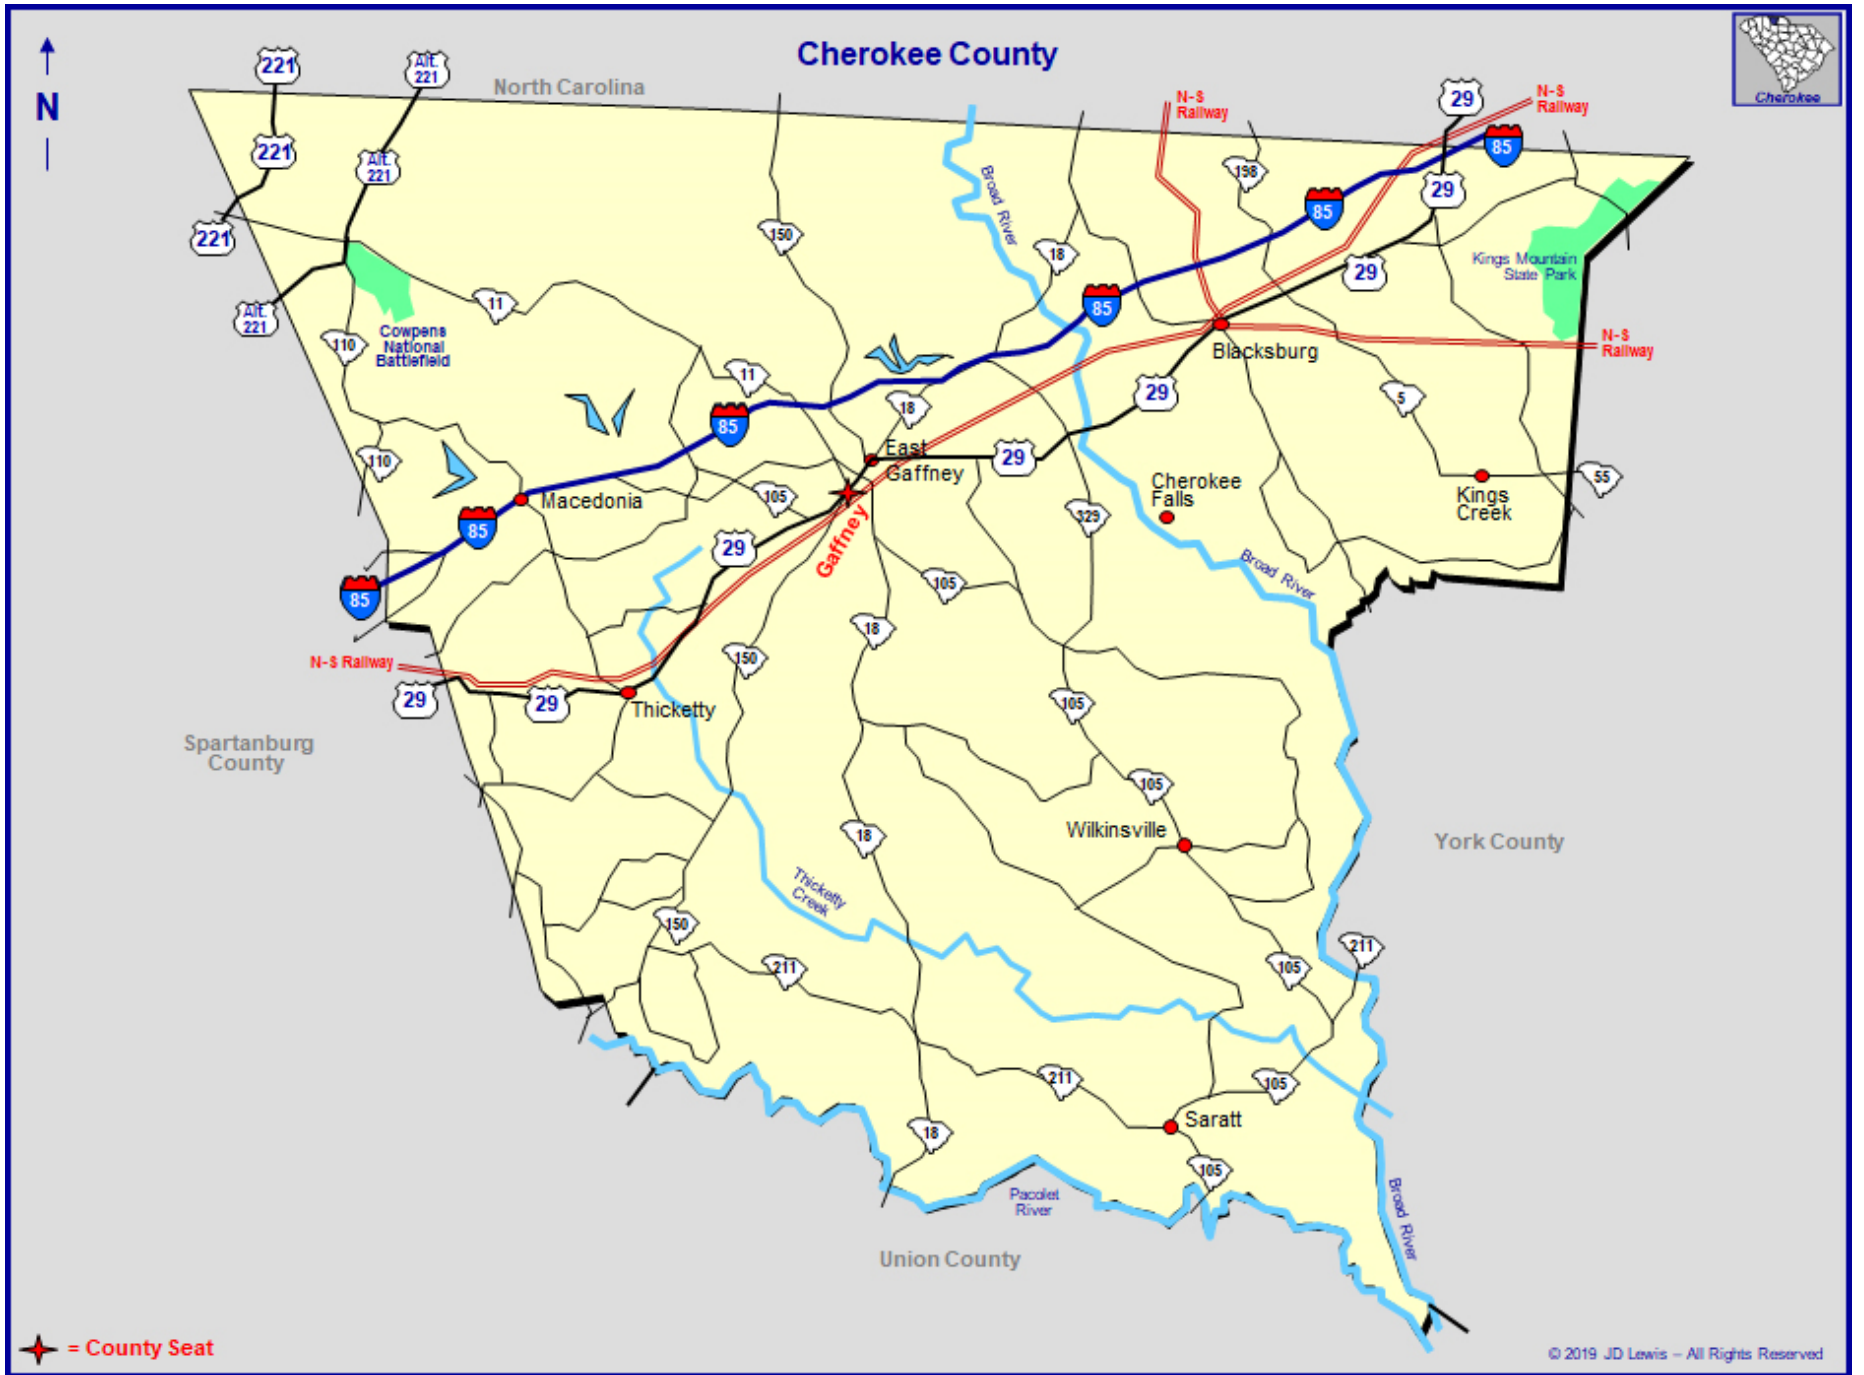 Cherokee County
Cherokee
N
North Carolina
221
Alt.
221
29
N-S
Railway
N-S
Railway
85
221
Alt.
221
198
29
85
Broad River
221
150
18
Kings Mountain
State Park
29
11
85
Alt.
221
110
Cowpens
National
Battlefield
Blacksburg
N-S
Railway
11
29
5
18
85
East
Gaffney
29
110
Cherokee
Falls
55
Kings
Creek
Macedonia
105
Gaffney
329
85
29
Broad River
105
85
18
N-S Railway
150
29
29
Thicketty
105
Spartanburg
County
105
18
Wilkinsville
York County
Thicketty
Creek
150
211
211
105
211
105
Saratt
18
105
Pacolet
River
Broad River
Union County
= County Seat
© 2019 JD Lewis – All Rights Reserved